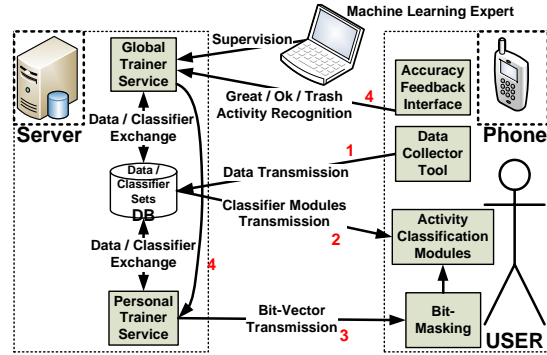 Machine Learning Expert
Supervision
Global
Trainer
Service
Server
Great / Ok / Trash
Activity Recognition
4
Accuracy
Feedback
Interface
Phone
Data / Classifier
Exchange
1
Data
Collector
Tool
Data Transmission
Data /
Classifier
Sets
DB
Classifier Modules
Transmission
2
Activity
Classification
Modules
Data / Classifier
Exchange
4
Personal
Trainer
Service
Bit-Vector
Transmission
3
Bit-
Masking
USER